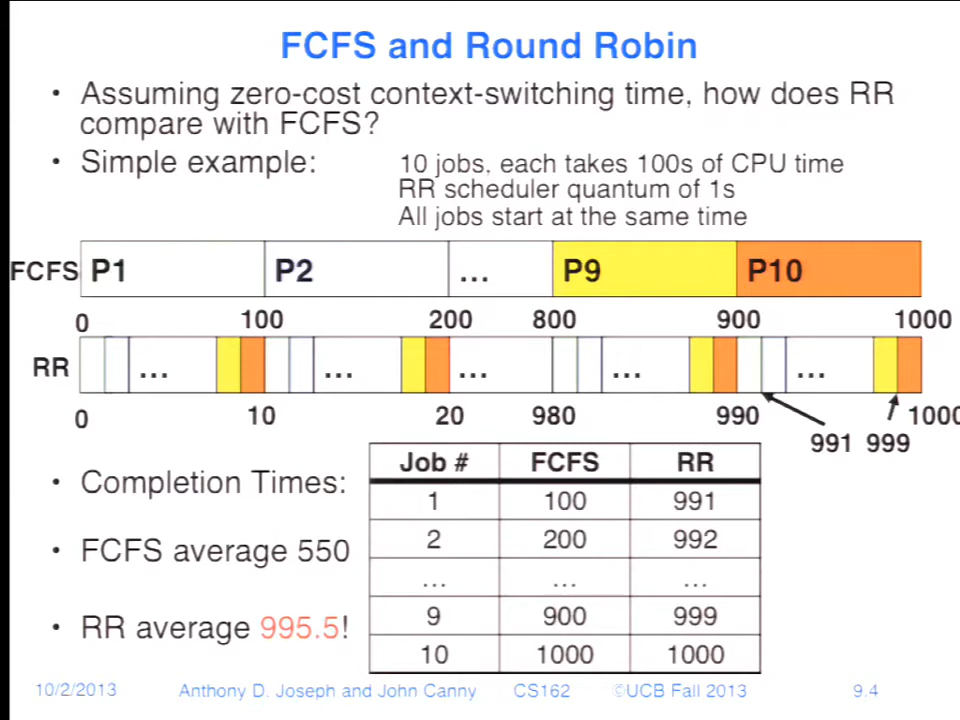 FCFS and Round Robin
• Assuming zero-cost context-switching time, how does RR
compare with FCFS?
• Simple example: 10 jobs, each takes 100s of CPU time
RR scheduler quantum of 1s
All jobs start at the same time
FCFS P1 P2 ... P9 P10
0 100 200 800 900 1000
RR ... ... ... ... ...
0 10 20 980 990 1000
991 999
• Completion Times:
• FCFS average 550
• RR average 995.5!
Job # FCFS RR
1 100 991
2 200 992
... ... ...
9 900 999
10 1000 1000
10/2/2013 Anthony D. Joseph and John Canny CS162 ©UCB Fall 2013 9.4